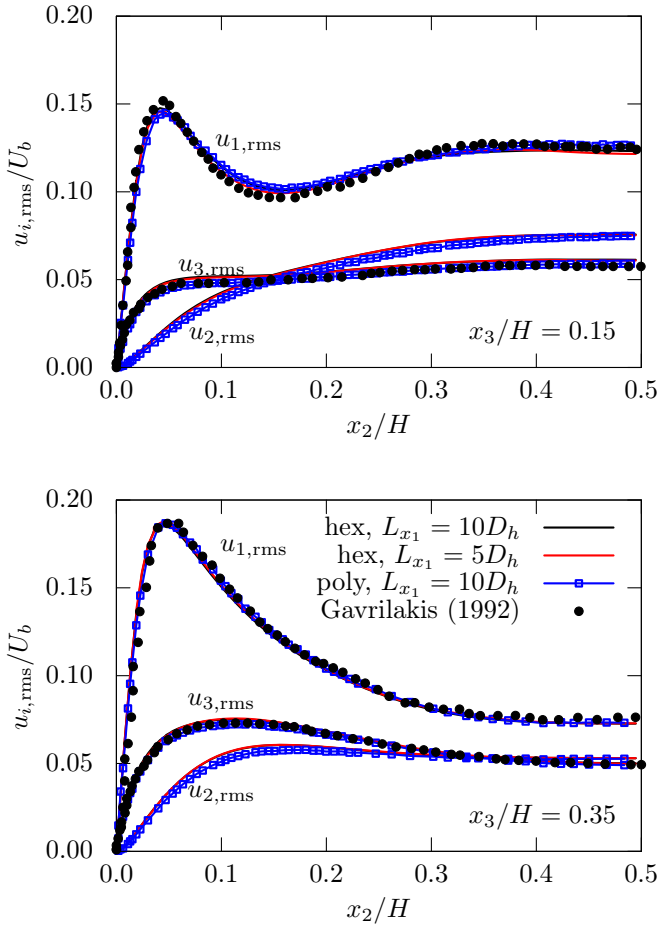 0.20
0.15
0.10
0.05
0.00
u_{i,rms}/U_b
u_{1,rms}
u_{3,rms}
u_{2,rms}
x_3/H = 0.15
0.0 0.1 0.2 0.3 0.4 0.5
x_2/H
0.20
0.15
0.10
0.05
0.00
u_{i,rms}/U_b
hex, L_{x_1} = 10D_h
hex, L_{x_1} = 5D_h
poly, L_{x_1} = 10D_h
Gavrilakis (1992)
u_{1,rms}
u_{3,rms}
u_{2,rms}
x_3/H = 0.35
0.0 0.1 0.2 0.3 0.4 0.5
x_2/H